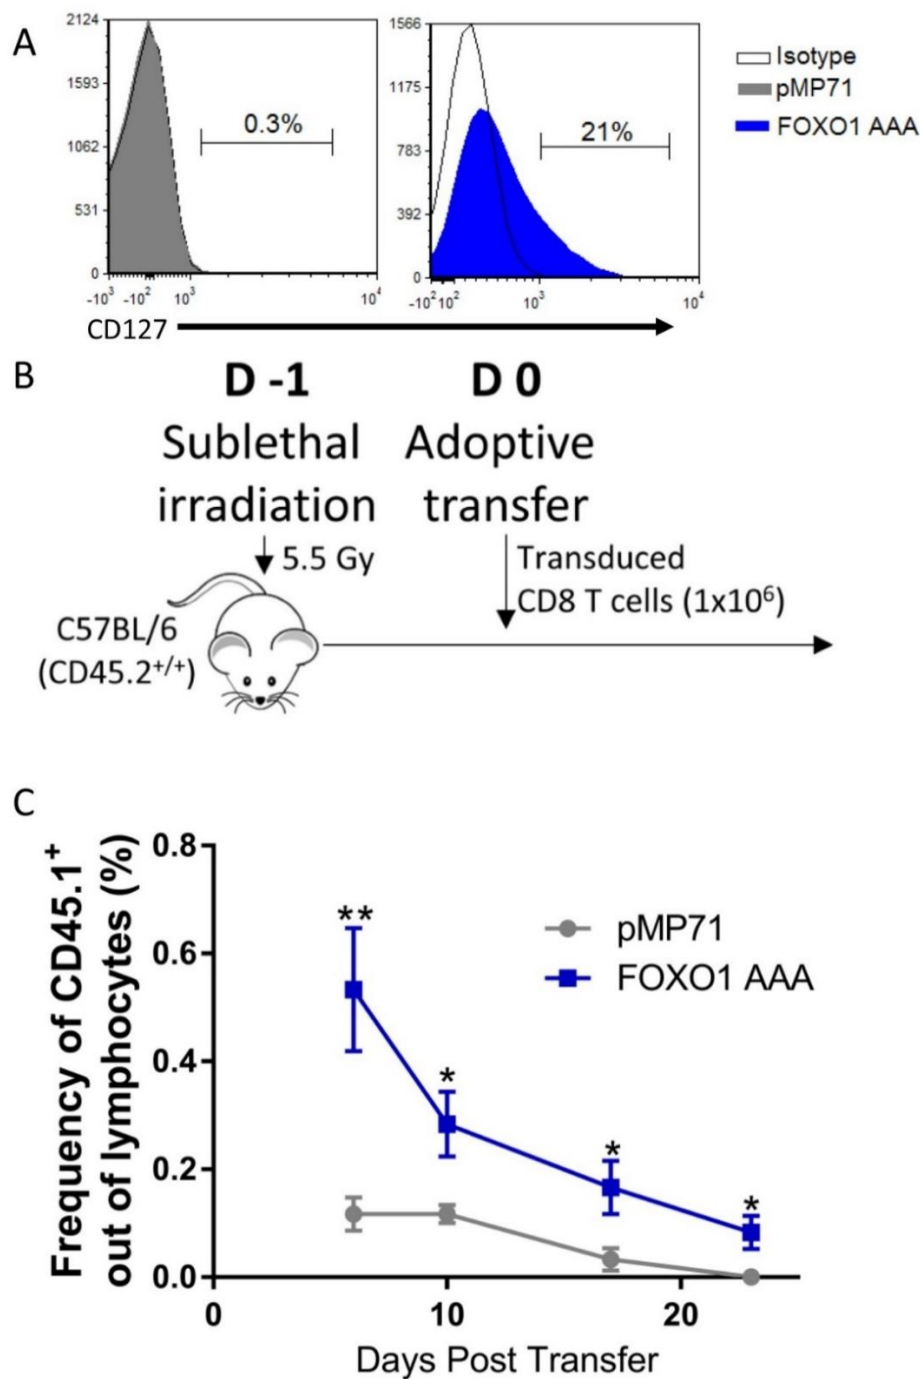 A
2124
1593
1062
531
0
0.3%
-10³ -10² 10³ 10⁴
1566
1175
783
392
0
21%
-10² 10² 10³ 10⁴
Isotype
pMP71
FOXO1 AAA
CD127
B
D -1
Sublethal
irradiation
5.5 Gy
D 0
Adoptive
transfer
Transduced
CD8 T cells (1x10⁶)
C57BL/6
(CD45.2⁺/⁺)
C
Frequency of CD45.1⁺
out of lymphocytes (%)
0.8
0.6
0.4
0.2
0.0
**
*
*
*
pMP71
FOXO1 AAA
0 10 20
Days Post Transfer